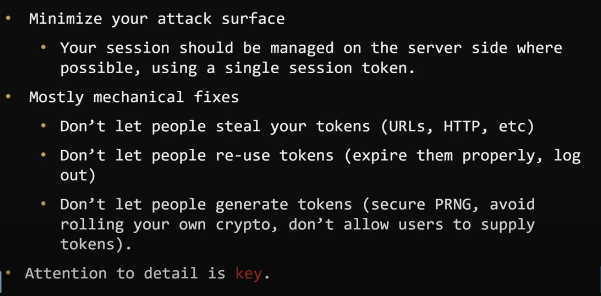 • Minimize your attack surface
• Your session should be managed on the server side where
possible, using a single session token.
• Mostly mechanical fixes
• Don’t let people steal your tokens (URLs, HTTP, etc)
• Don’t let people re-use tokens (expire them properly, log
out)
• Don’t let people generate tokens (secure PRNG, avoid
rolling your own crypto, don’t allow users to supply
tokens).
• Attention to detail is key.